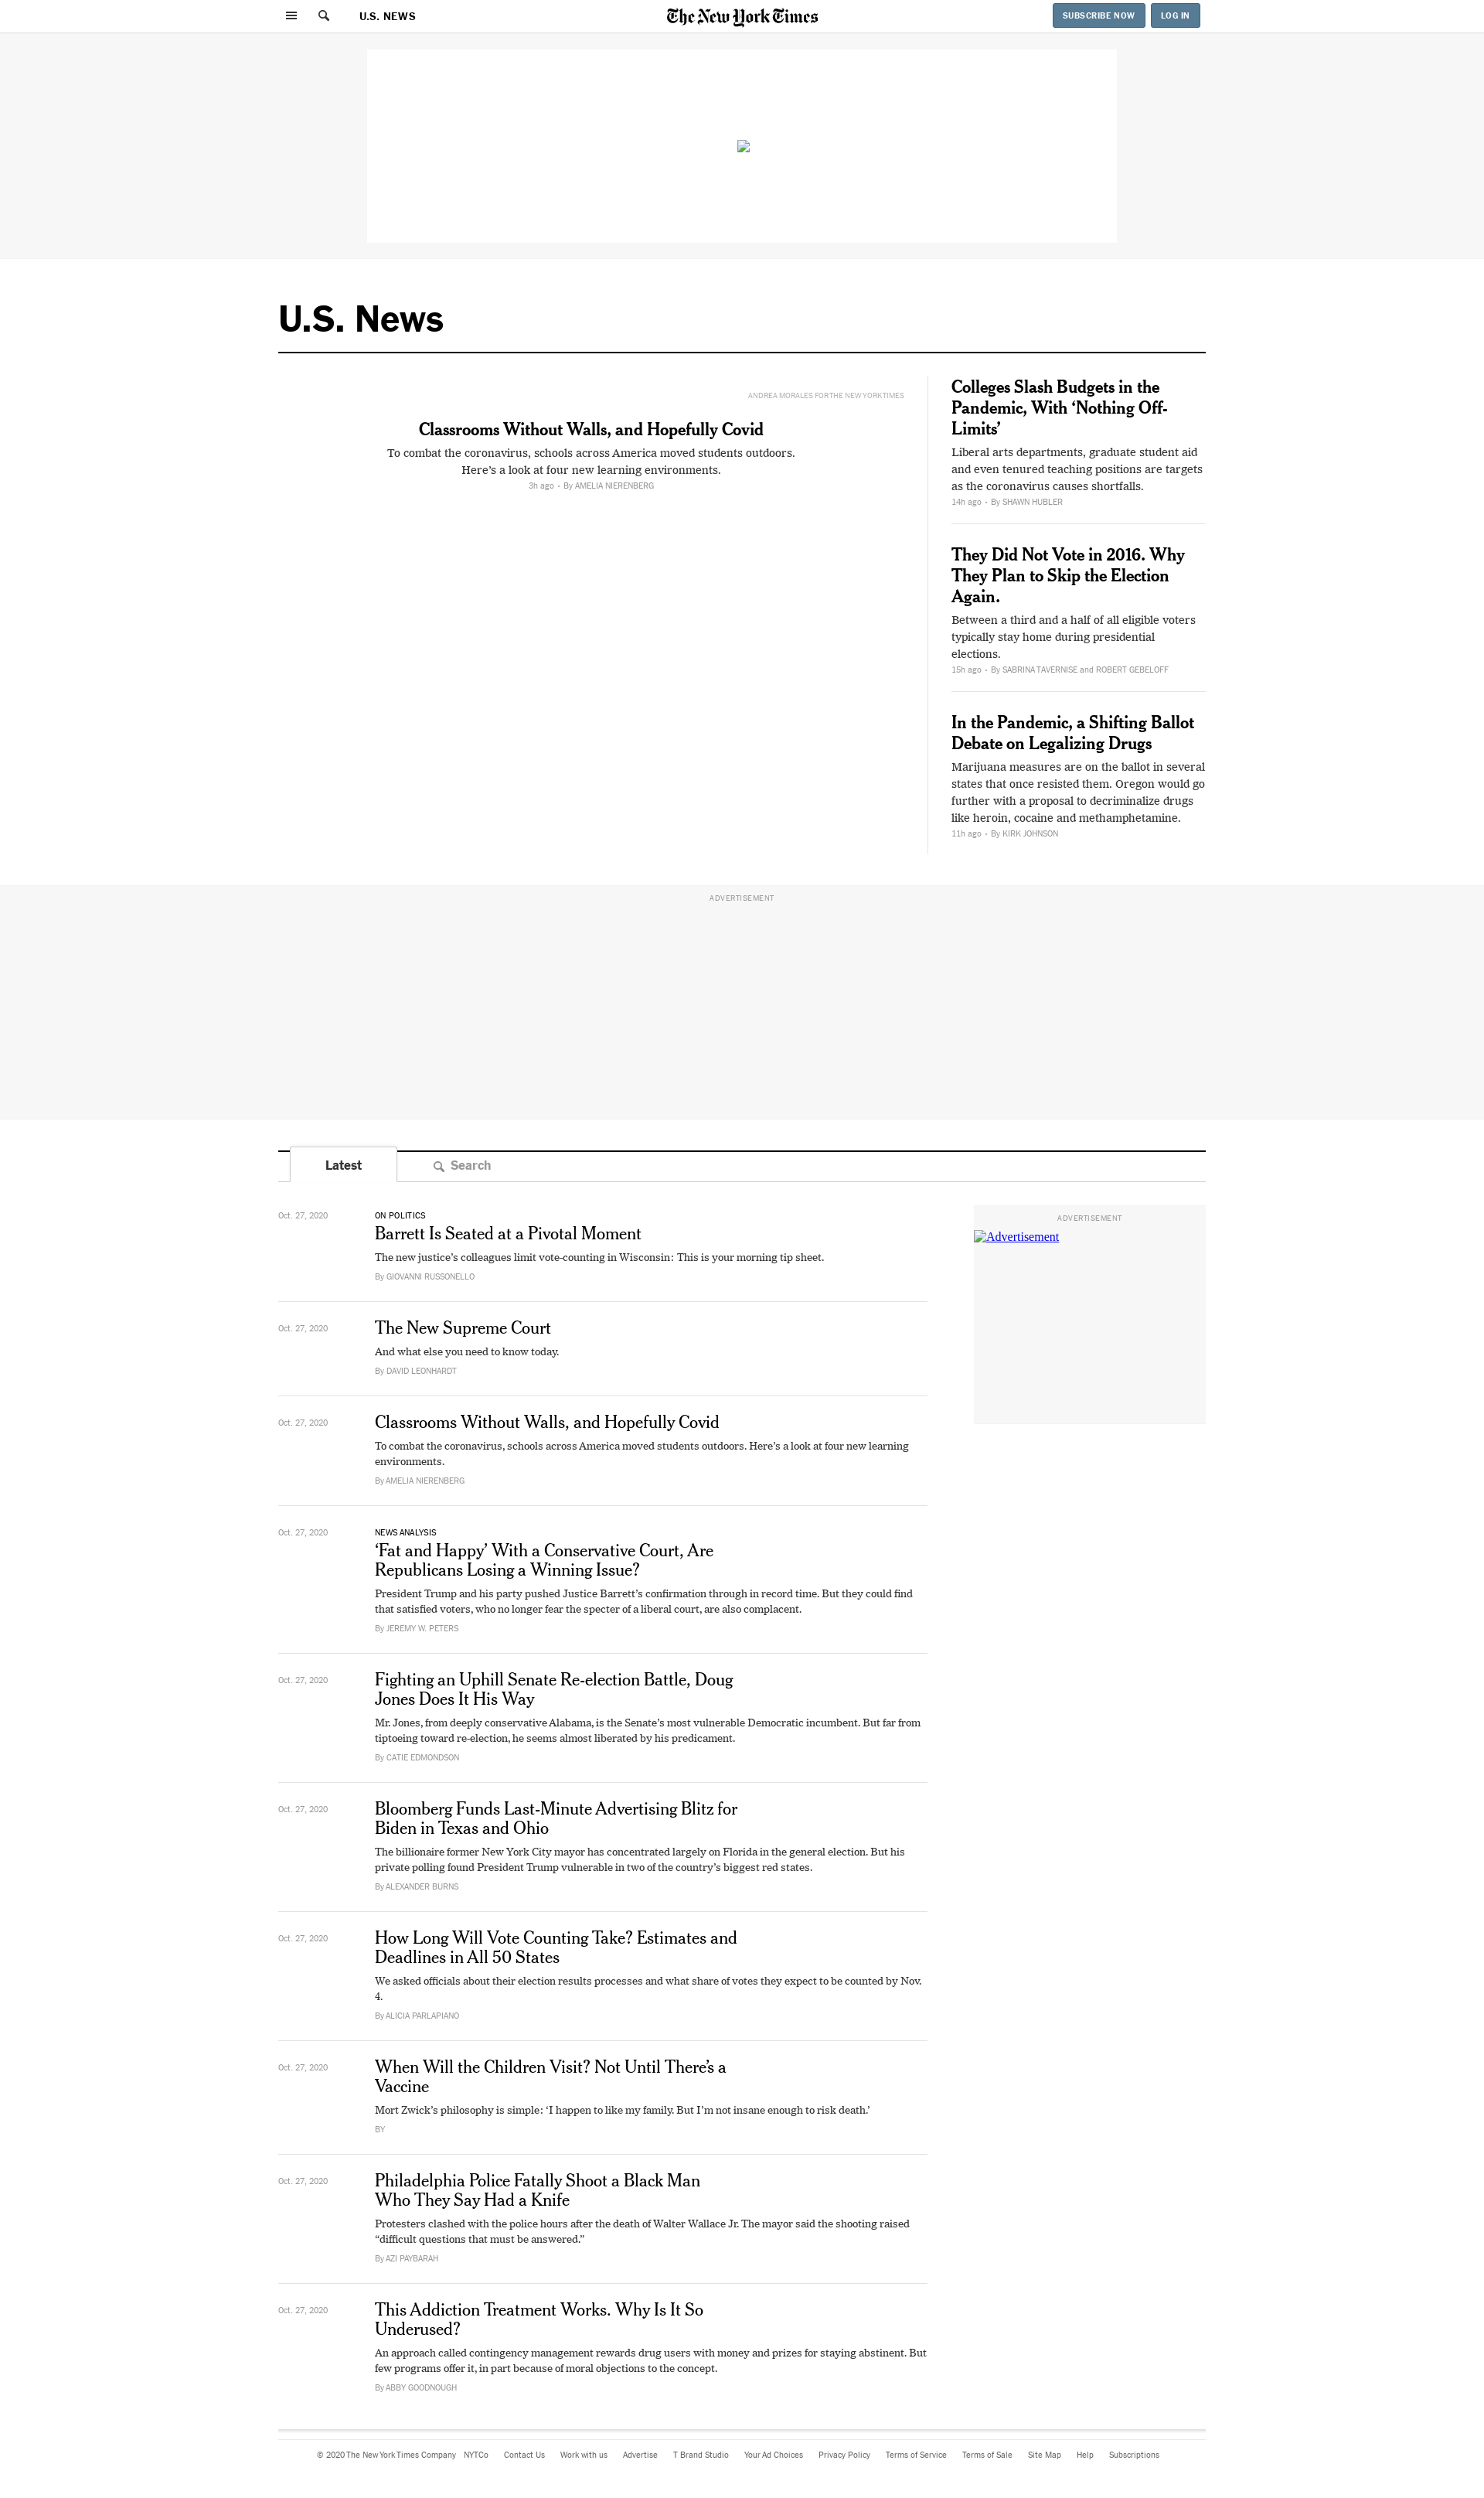 U.S. NEWS
The New York Times
SUBSCRIBE NOW
LOG IN
U.S. News
ANDREA MORALES FOR THE NEW YORK TIMES
Classrooms Without Walls, and Hopefully Covid
To combat the coronavirus, schools across America moved students outdoors.
Here’s a look at four new learning environments.
3h ago • By AMELIA NIERENBERG
Colleges Slash Budgets in the
Pandemic, With ‘Nothing Off-
Limits’
Liberal arts departments, graduate student aid
and even tenured teaching positions are targets
as the coronavirus causes shortfalls.
14h ago • By SHAWN HUBLER
They Did Not Vote in 2016. Why
They Plan to Skip the Election
Again.
Between a third and a half of all eligible voters
typically stay home during presidential
elections.
15h ago • By SABRINA TAVERNISE and ROBERT GEBELOFF
In the Pandemic, a Shifting Ballot
Debate on Legalizing Drugs
Marijuana measures are on the ballot in several
states that once resisted them. Oregon would go
further with a proposal to decriminalize drugs
like heroin, cocaine and methamphetamine.
11h ago • By KIRK JOHNSON
ADVERTISEMENT
Latest
Search
Oct. 27, 2020
ON POLITICS
Barrett Is Seated at a Pivotal Moment
The new justice’s colleagues limit vote-counting in Wisconsin: This is your morning tip sheet.
By GIOVANNI RUSSONELLO
ADVERTISEMENT
Advertisement
Oct. 27, 2020
The New Supreme Court
And what else you need to know today.
By DAVID LEONHARDT
Oct. 27, 2020
Classrooms Without Walls, and Hopefully Covid
To combat the coronavirus, schools across America moved students outdoors. Here’s a look at four new learning
environments.
By AMELIA NIERENBERG
Oct. 27, 2020
NEWS ANALYSIS
‘Fat and Happy’ With a Conservative Court, Are
Republicans Losing a Winning Issue?
President Trump and his party pushed Justice Barrett’s confirmation through in record time. But they could find
that satisfied voters, who no longer fear the specter of a liberal court, are also complacent.
By JEREMY W. PETERS
Oct. 27, 2020
Fighting an Uphill Senate Re-election Battle, Doug
Jones Does It His Way
Mr. Jones, from deeply conservative Alabama, is the Senate’s most vulnerable Democratic incumbent. But far from
tiptoeing toward re-election, he seems almost liberated by his predicament.
By CATIE EDMONDSON
Oct. 27, 2020
Bloomberg Funds Last-Minute Advertising Blitz for
Biden in Texas and Ohio
The billionaire former New York City mayor has concentrated largely on Florida in the general election. But his
private polling found President Trump vulnerable in two of the country’s biggest red states.
By ALEXANDER BURNS
Oct. 27, 2020
How Long Will Vote Counting Take? Estimates and
Deadlines in All 50 States
We asked officials about their election results processes and what share of votes they expect to be counted by Nov.
4.
By ALICIA PARLAPIANO
Oct. 27, 2020
When Will the Children Visit? Not Until There’s a
Vaccine
Mort Zwick’s philosophy is simple: ‘I happen to like my family. But I’m not insane enough to risk death.’
BY
Oct. 27, 2020
Philadelphia Police Fatally Shoot a Black Man
Who They Say Had a Knife
Protesters clashed with the police hours after the death of Walter Wallace Jr. The mayor said the shooting raised
“difficult questions that must be answered.”
By AZI PAYBARAH
Oct. 27, 2020
This Addiction Treatment Works. Why Is It So
Underused?
An approach called contingency management rewards drug users with money and prizes for staying abstinent. But
few programs offer it, in part because of moral objections to the concept.
By ABBY GOODNOUGH
© 2020 The New York Times Company NYTCo Contact Us Work with us Advertise T Brand Studio Your Ad Choices Privacy Policy Terms of Service Terms of Sale Site Map Help Subscriptions